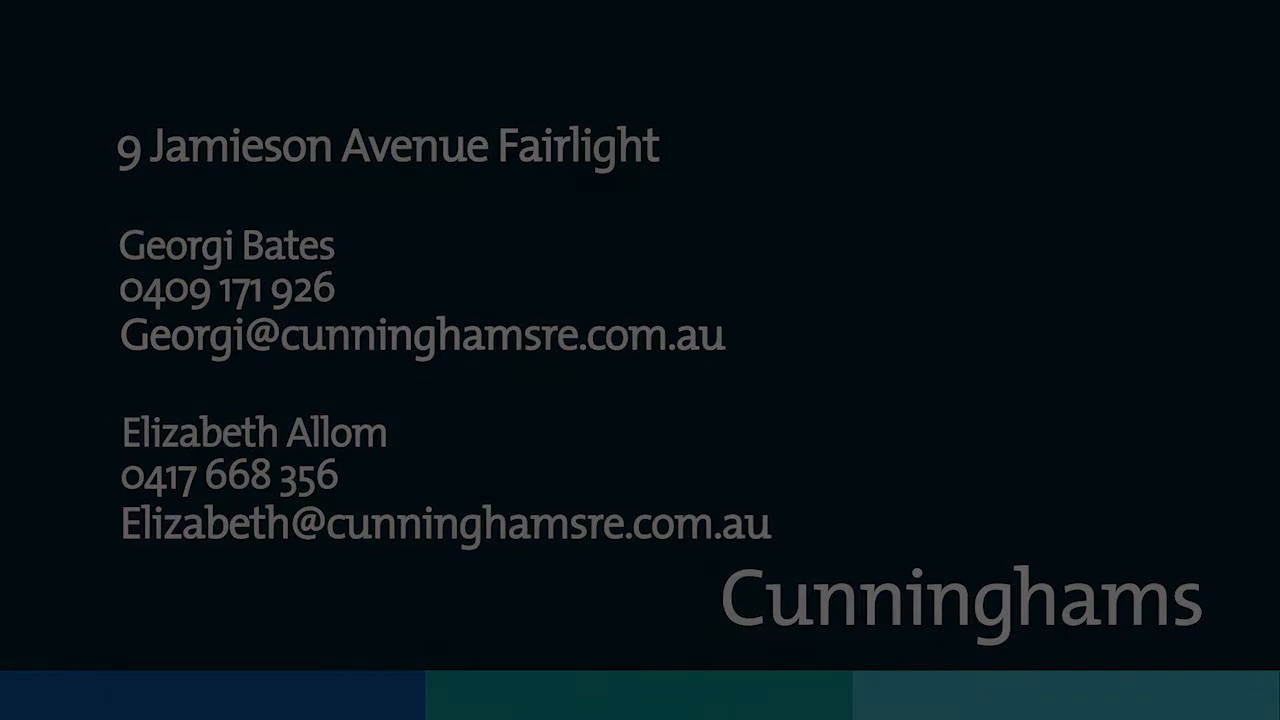 9 Jamieson Avenue Fairlight
Georgi Bates
0409 171 926
Georgi@cunninghamsre.com.au
Elizabeth Allom
0417 668 356
Elizabeth@cunninghamsre.com.au
Cunninghams